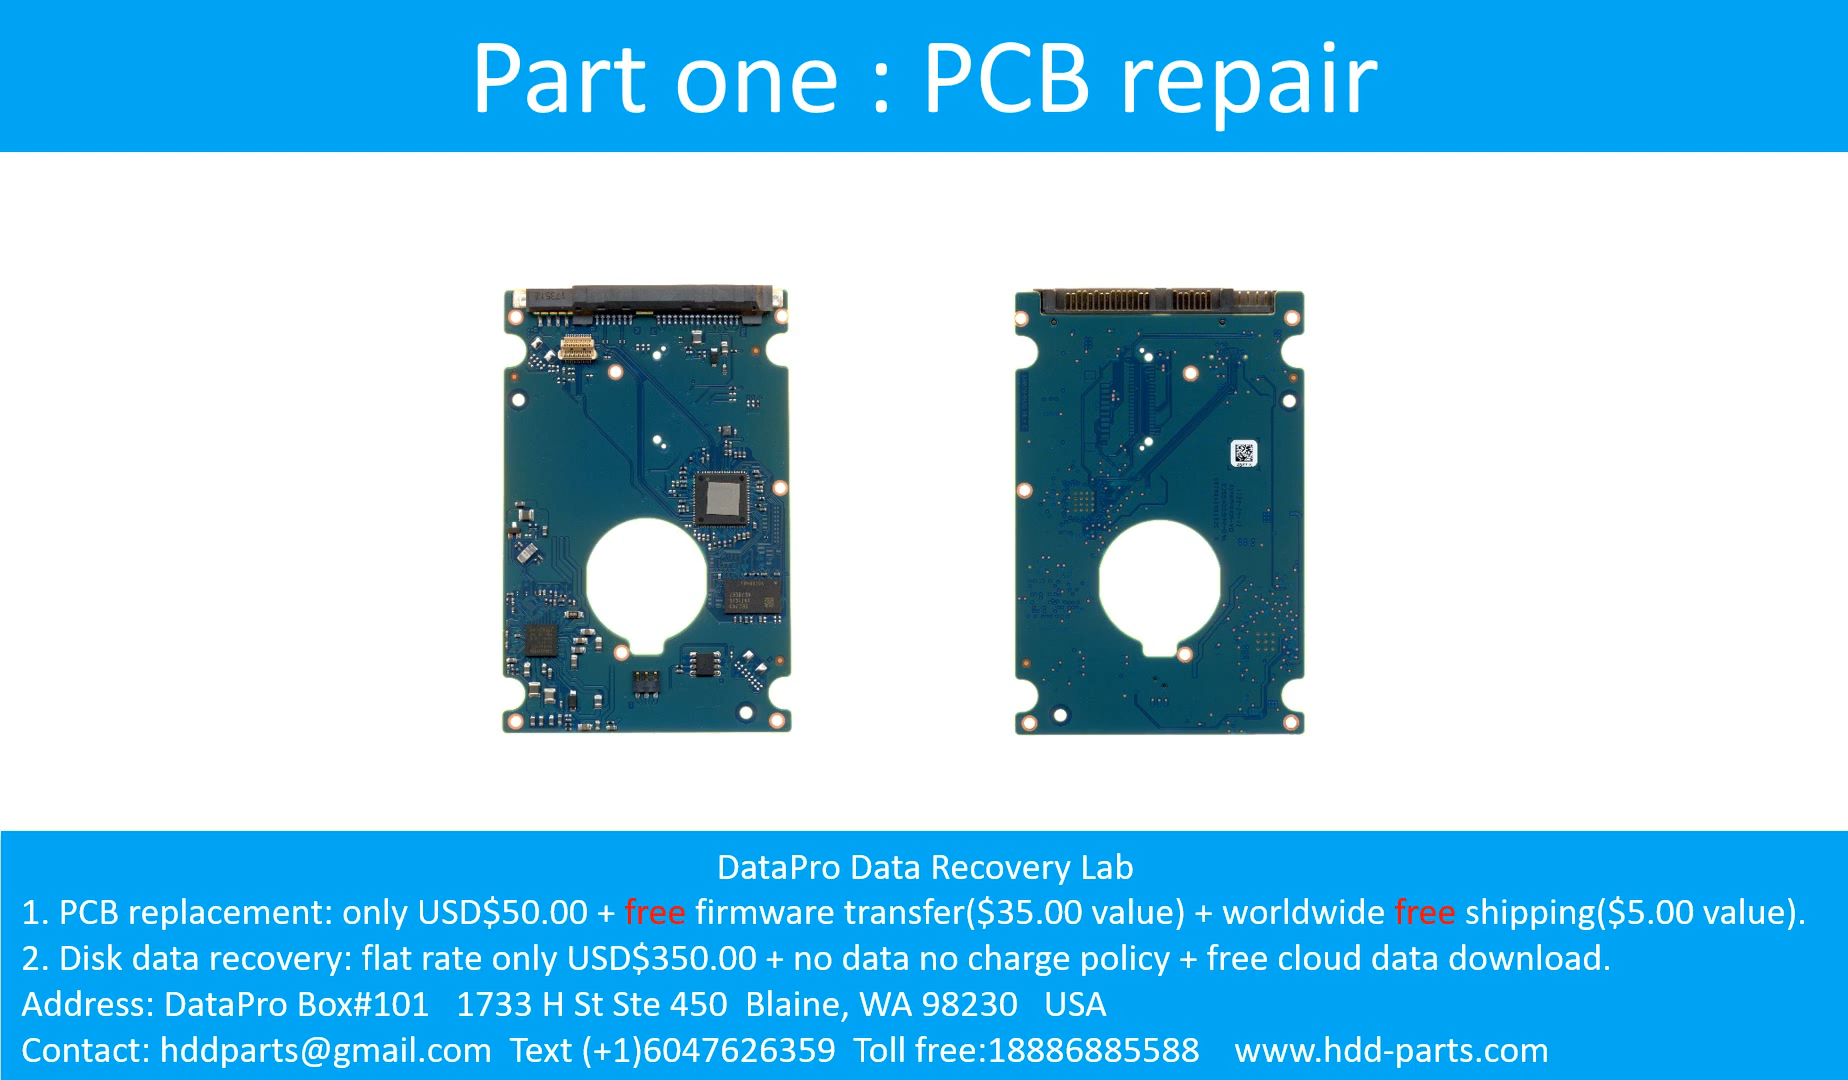 Part one : PCB repair
DataPro Data Recovery Lab
1. PCB replacement: only USD$50.00 + free firmware transfer($35.00 value) + worldwide free shipping($5.00 value).
2. Disk data recovery: flat rate only USD$350.00 + no data no charge policy + free cloud data download.
Address: DataPro Box#101   1733 H St Ste 450  Blaine, WA 98230   USA
Contact: hddparts@gmail.com  Text (+1)6047626359  Toll free:18886885588    www.hdd-parts.com